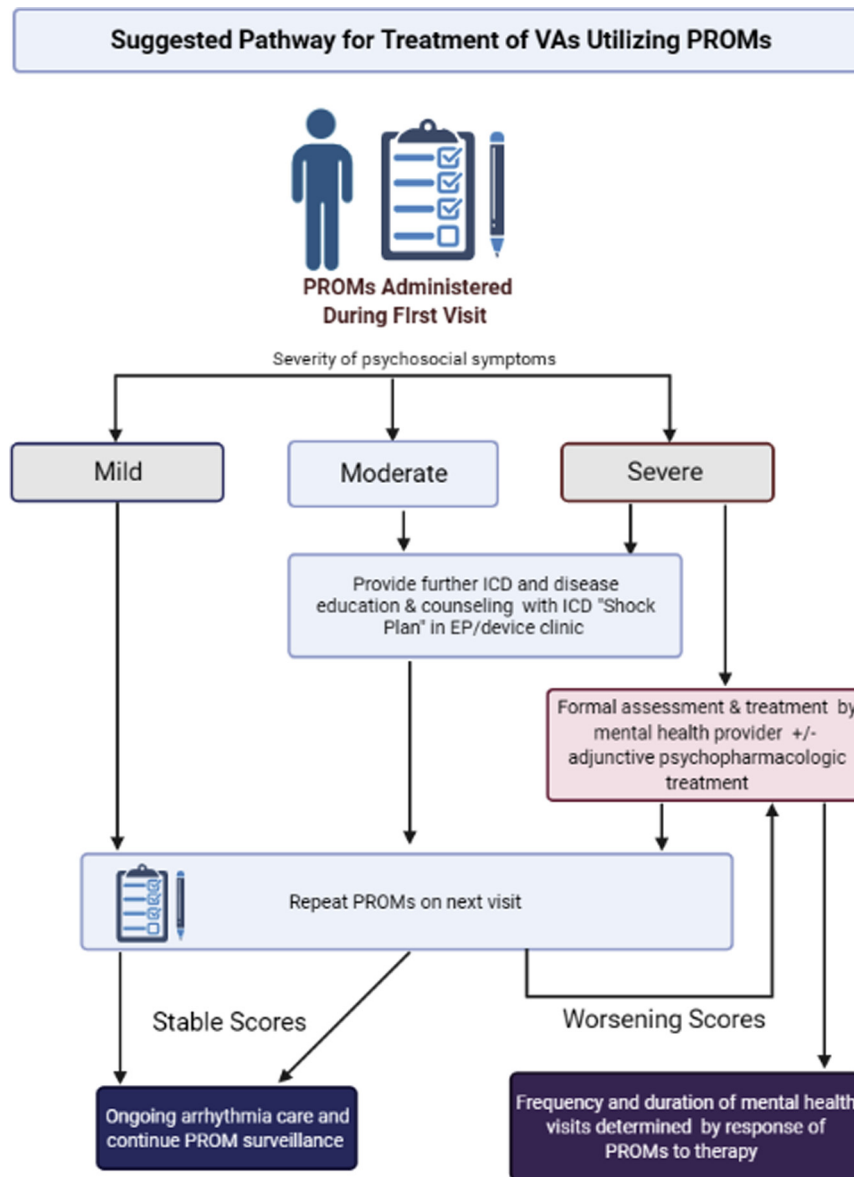 Suggested Pathway for Treatment of VAs Utilizing PROMs
PROMs Administered
During FIrst Visit
Severity of psychosocial symptoms
Mild
Moderate
Severe
Provide further ICD and disease
education & counseling with ICD "Shock
Plan" in EP/device clinic
Formal assessment & treatment by
mental health provider +/-
adjunctive psychopharmacologic
treatment
Repeat PROMs on next visit
Stable Scores
Worsening Scores
Ongoing arrhythmia care and
continue PROM surveillance
Frequency and duration of mental health
visits determined by response of
PROMs to therapy